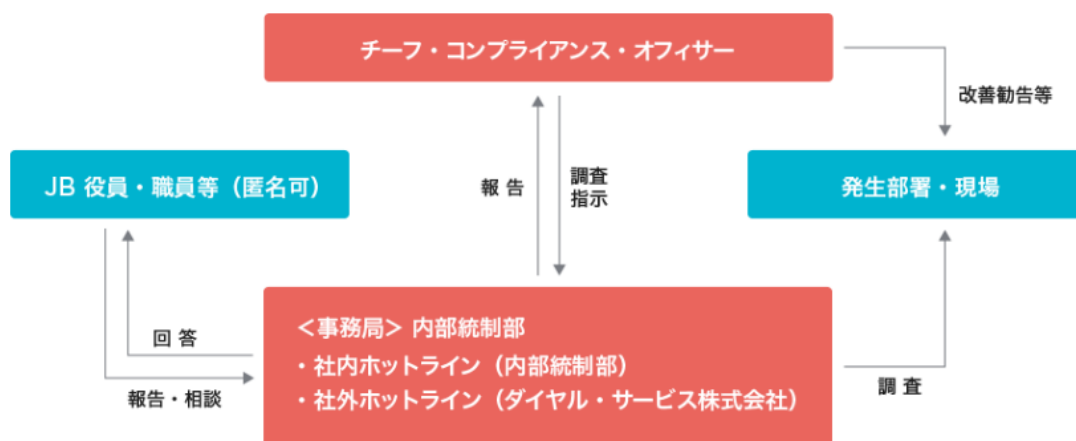 チーフ・コンプライアンス・オフィサー
改善勧告等
JB 役員・職員等（匿名可）
報告
調査
指示
発生部署・現場
＜事務局＞ 内部統制部
・社内ホットライン（内部統制部）
・社外ホットライン（ダイヤル・サービス株式会社）
回答
報告・相談
調査